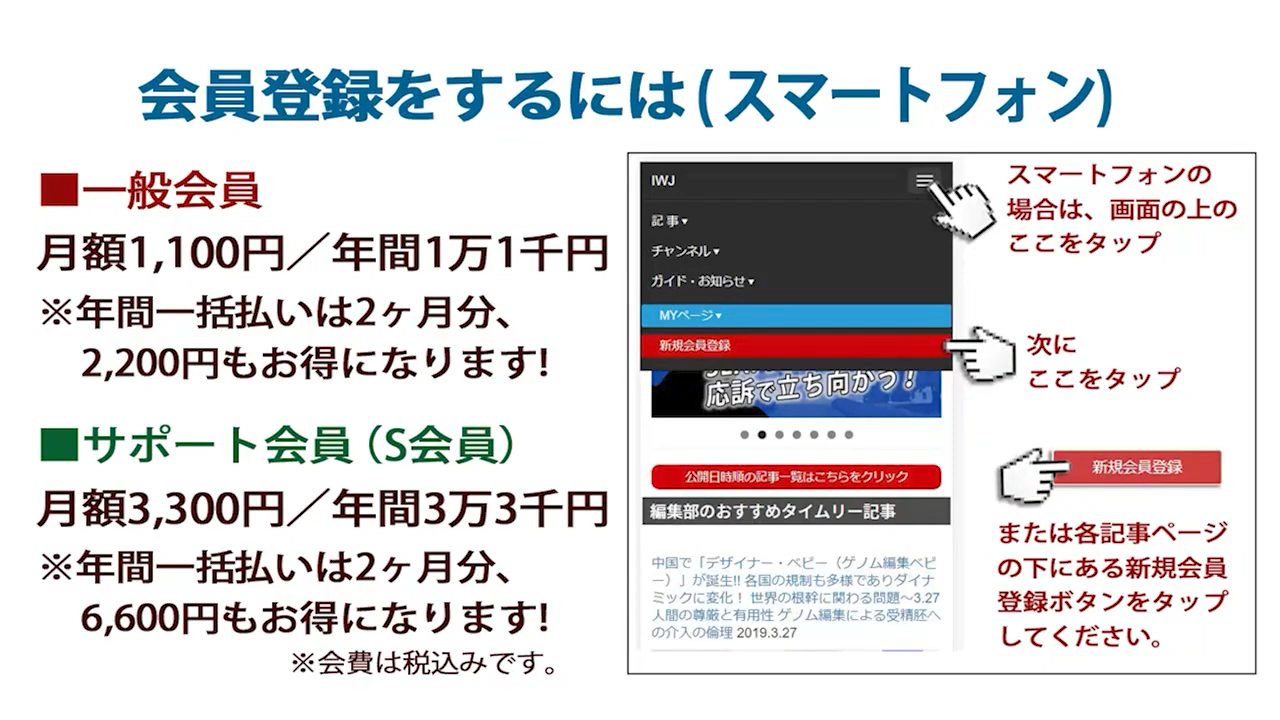 会員登録をするには(スマートフォン)
■一般会員
月額1,100円／年間1万1千円
※年間一括払いは2ヶ月分、
2,200円もお得になります!
■サポート会員（S会員）
月額3,300円／年間3万3千円
※年間一括払いは2ヶ月分、
6,600円もお得になります!
※会費は税込みです。
IWJ
記 事▼
チャンネル▼
ガイド・お知らせ▼
MYページ▼
新規会員登録
応訴で立ち向かう！
公開日時順の記事一覧はこちらをクリック
編集部のおすすめタイムリー記事
中国で「デザイナー・ベビー（ゲノム編集ベビ
ー）」が誕生!! 各国の規制も多様でありダイナ
ミックに変化！ 世界の根幹に関わる問題〜3.27
人間の尊厳と有用性 ゲノム編集による受精胚へ
の介入の倫理 2019.3.27
スマートフォンの
場合は、画面の上の
ここをタップ
次に
ここをタップ
新規会員登録
または各記事ページ
の下にある新規会員
登録ボタンをタップ
してください。